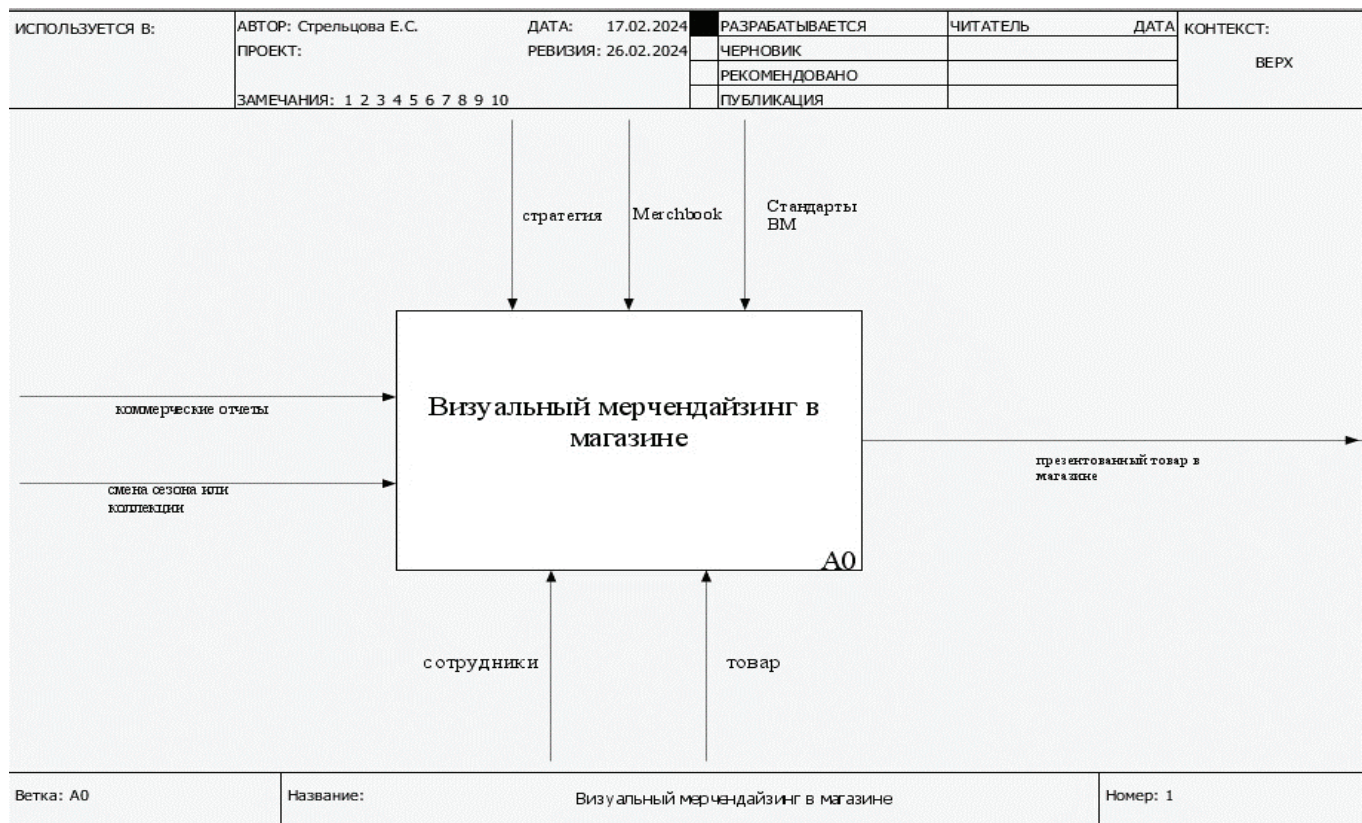 ИСПОЛЬЗУЕТСЯ В:
АВТОР: Стрельцова Е.С.
ДАТА: 17.02.2024
РАЗРАБАТЫВАЕТСЯ
ЧИТАТЕЛЬ
ДАТА
КОНТЕКСТ:
ПРОЕКТ:
РЕВИЗИЯ: 26.02.2024
ЧЕРНОВИК
ВЕРХ
РЕКОМЕНДОВАНО
ЗАМЕЧАНИЯ: 1 2 3 4 5 6 7 8 9 10
ПУБЛИКАЦИЯ
стратегия
Merchbook
Стандарты
ВМ
коммерческие отчеты
Визуальный мерчендайзинг в
магазине
презентованный товар в
магазине
смена сезона или
коллекции
A0
сотрудники
товар
Ветка: A0
Название:
Визуальный мерчендайзинг в магазине
Номер: 1